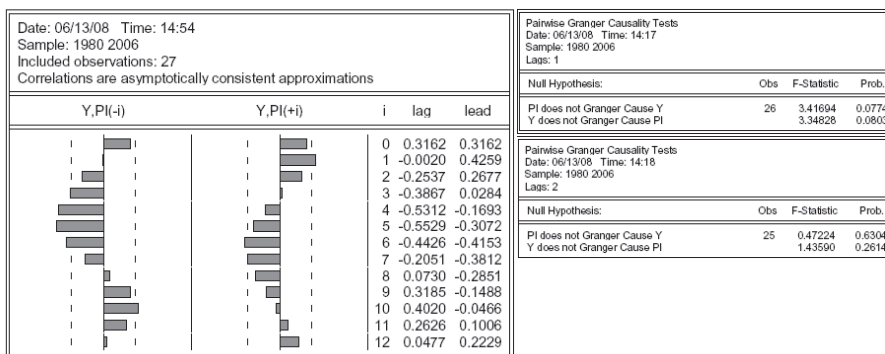 Date: 06/13/08 Time: 14:54
Sample: 1980 2006
Included observations: 27
Correlations are asymptotically consistent approximations
Y,PI(-i) Y,PI(+i) i lag lead
0 0.3162 0.3162
1 -0.0020 0.4259
2 -0.2537 0.2677
3 -0.3867 0.0284
4 -0.5312 -0.1693
5 -0.5529 -0.3072
6 -0.4426 -0.4153
7 -0.2051 -0.3812
8 0.0730 -0.2851
9 0.3185 -0.1488
10 0.4020 -0.0466
11 0.2626 0.1006
12 0.0477 0.2229
Pairwise Granger Causality Tests
Date: 06/13/08 Time: 14:17
Sample: 1980 2006
Lags: 1
Null Hypothesis: Obs F-Statistic Prob.
PI does not Granger Cause Y 26 3.41694 0.0774
Y does not Granger Cause PI 3.34828 0.0803
Pairwise Granger Causality Tests
Date: 06/13/08 Time: 14:18
Sample: 1980 2006
Lags: 2
Null Hypothesis: Obs F-Statistic Prob.
PI does not Granger Cause Y 25 0.47224 0.6304
Y does not Granger Cause PI 1.43590 0.2614